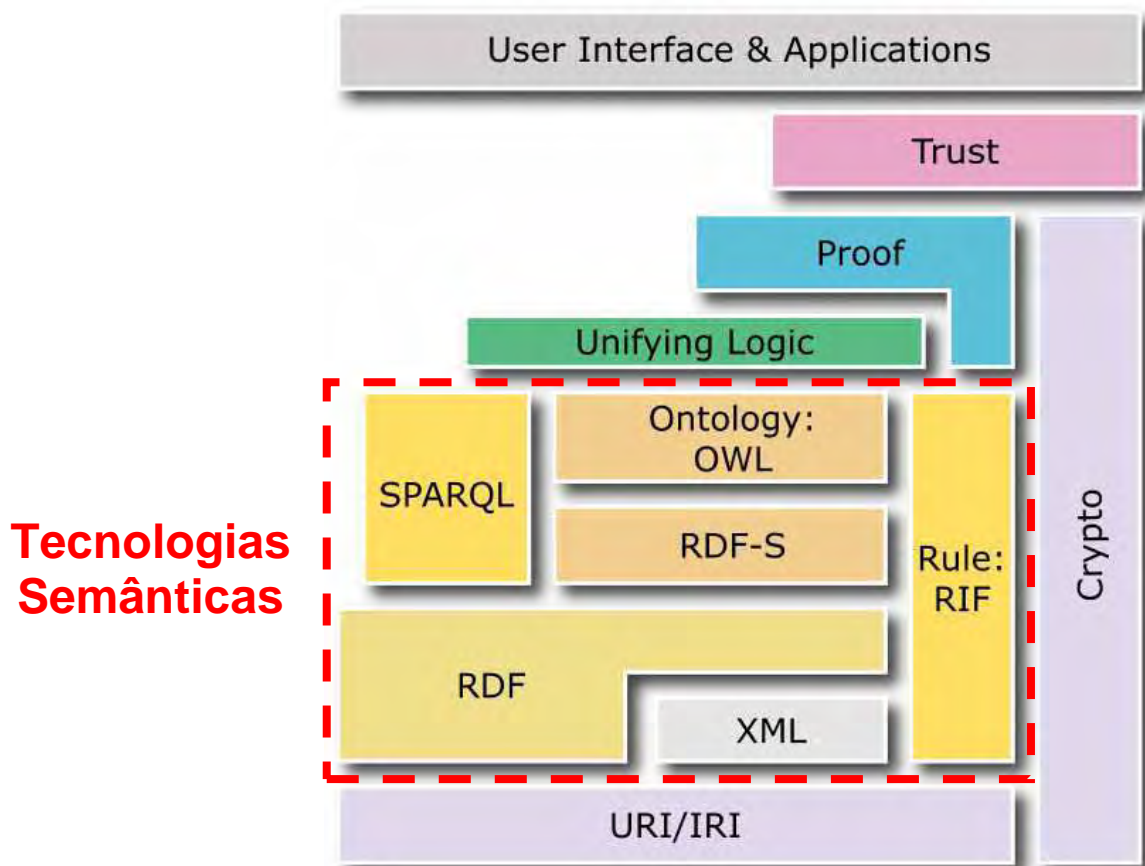 User Interface & Applications
Trust
Proof
Unifying Logic
Ontology:
OWL
SPARQL
RDF-S
Rule:
RIF
Crypto
Tecnologias
Semânticas
RDF
XML
URI/IRI